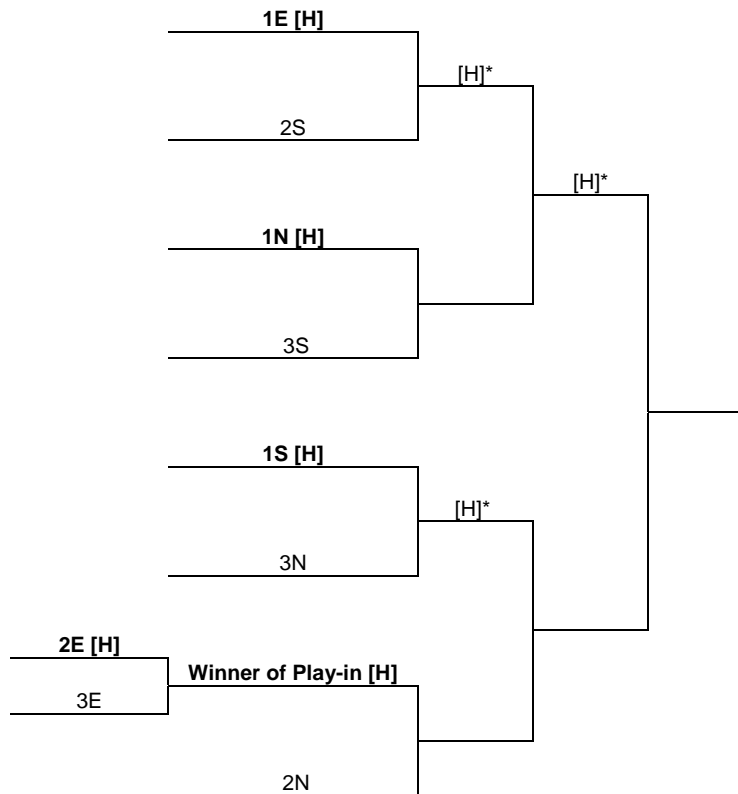 1E [H]
[H]*
2S
[H]*
1N [H]
3S
1S [H]
[H]*
3N
2E [H]
Winner of Play-in [H]
3E
2N